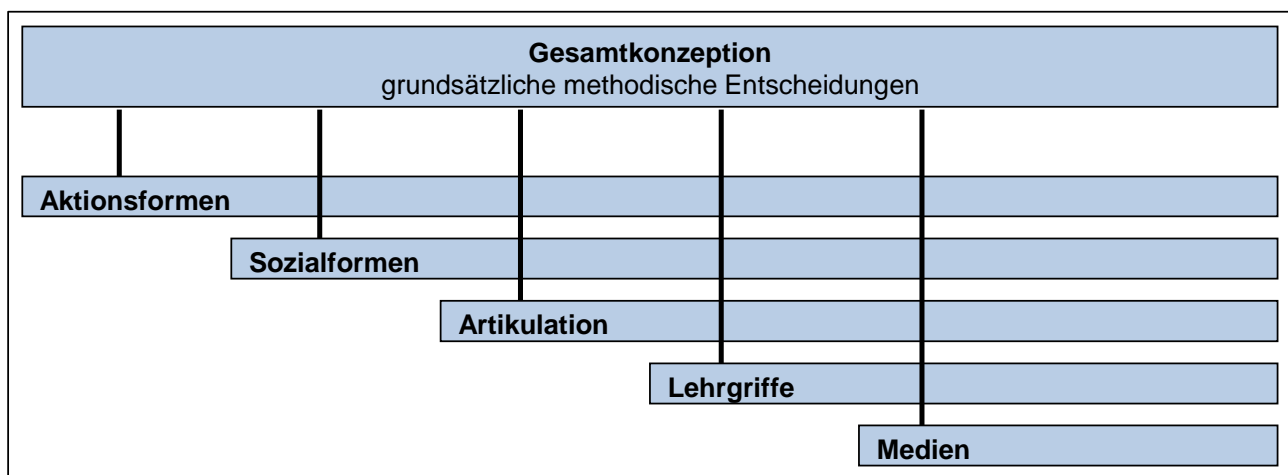 Gesamtkonzeption
grundsätzliche methodische Entscheidungen
Aktionsformen
Sozialformen
Artikulation
Lehrgriffe
Medien